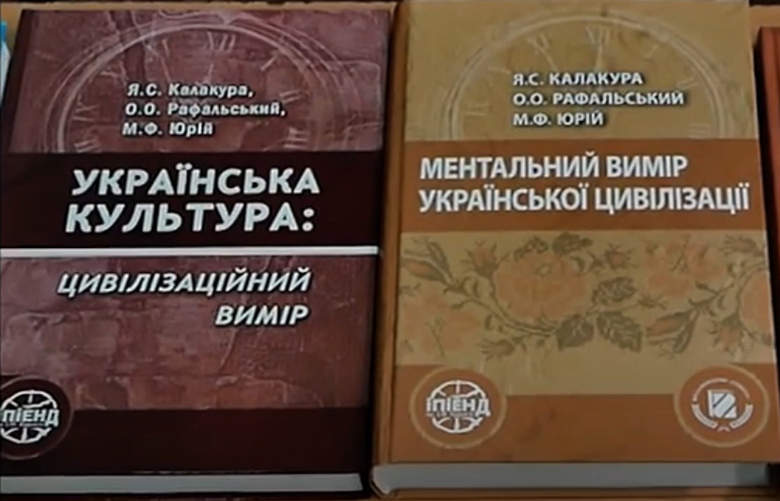 Я.С. Калакура,
О.О. Рафальський,
М.Ф. Юрій
УКРАЇНСЬКА
КУЛЬТУРА:
ЦИВІЛІЗАЦІЙНИЙ
ВИМІР
ІПіЕНД
Я.С. КАЛАКУРА
О.О. РАФАЛЬСЬКИЙ
М.Ф. ЮРІЙ
МЕНТАЛЬНИЙ ВИМІР
УКРАЇНСЬКОЇ ЦИВІЛІЗАЦІЇ
ІПіЕНД